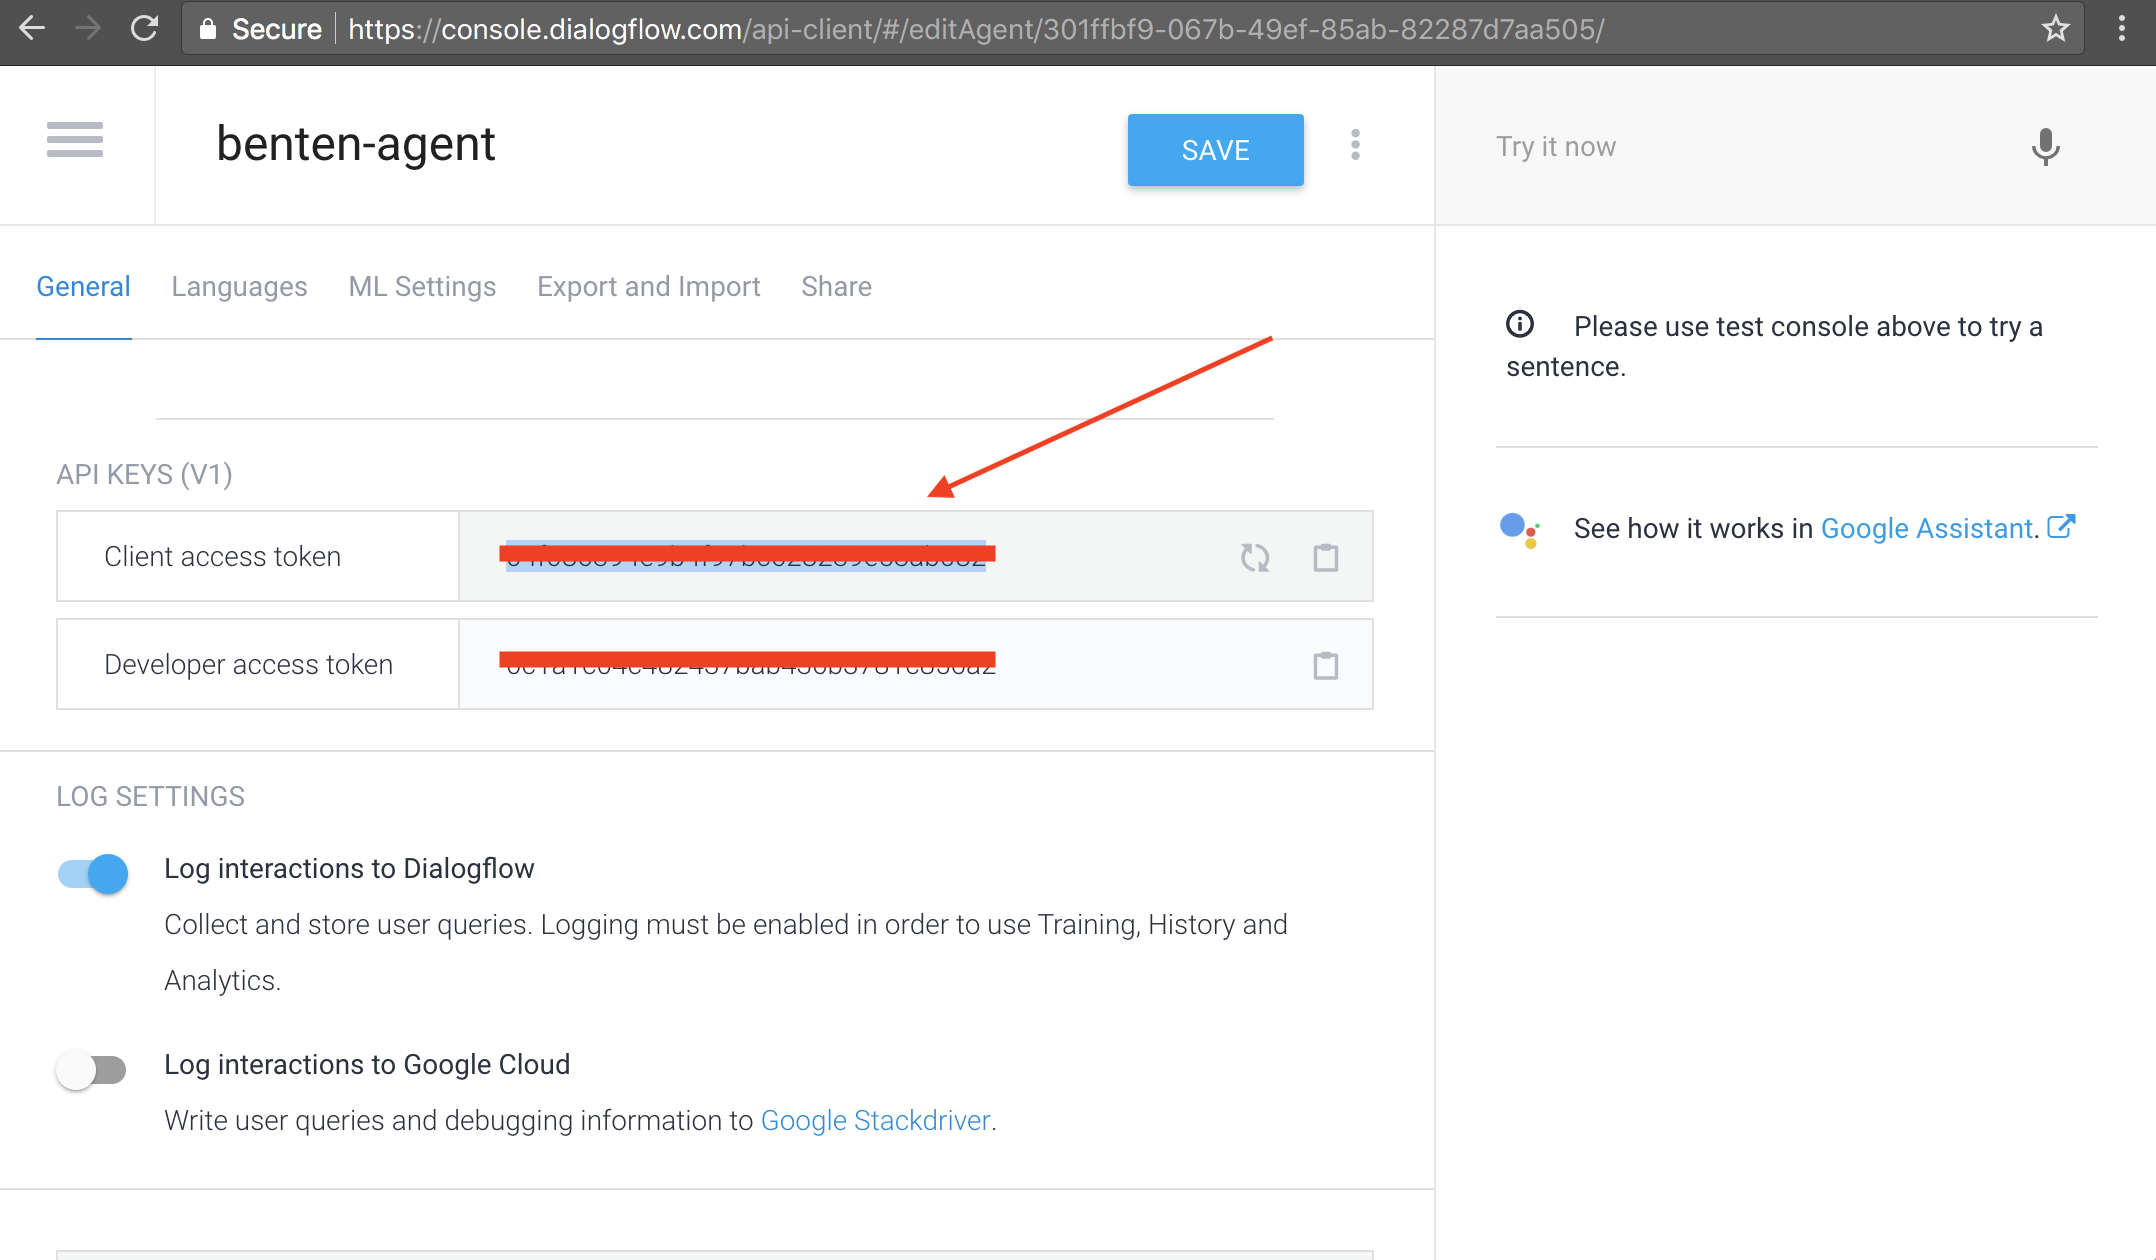 Secure https://console.dialogflow.com/api-client/#/editAgent/301ffbf9-067b-49ef-85ab-82287d7aa505/
benten-agent
SAVE
Try it now
General Languages ML Settings Export and Import Share
Please use test console above to try a
sentence.
API KEYS (V1)
See how it works in Google Assistant.
Client access token
Developer access token
LOG SETTINGS
Log interactions to Dialogflow
Collect and store user queries. Logging must be enabled in order to use Training, History and
Analytics.
Log interactions to Google Cloud
Write user queries and debugging information to Google Stackdriver.